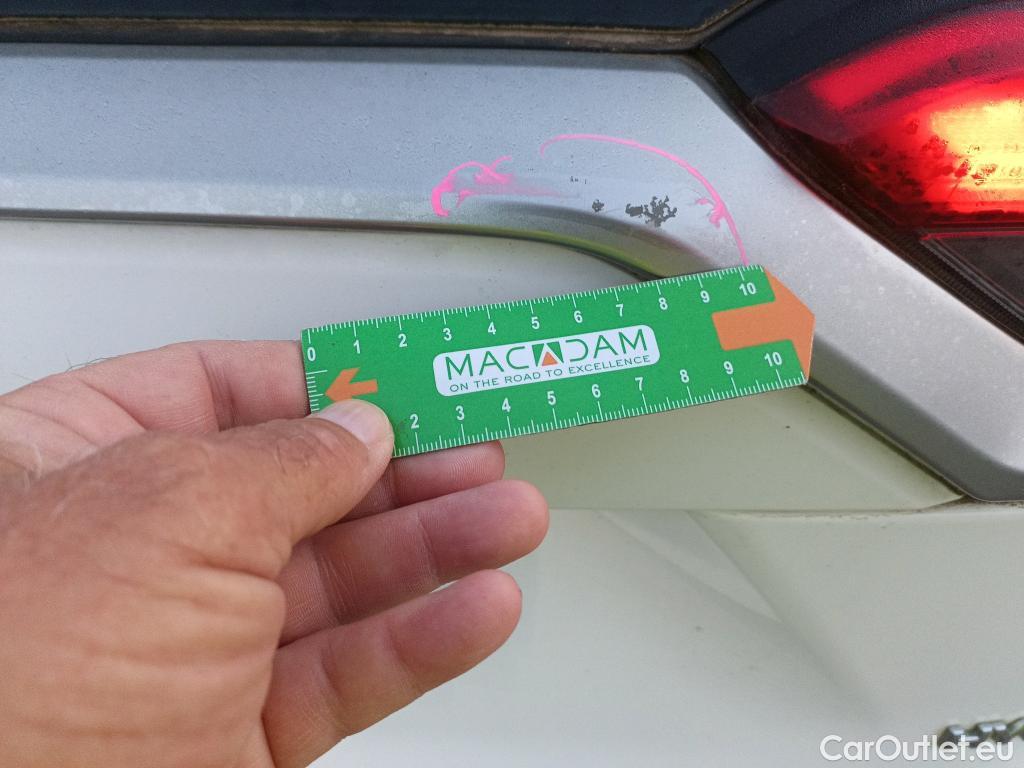 0 1 2 3 4 5 6 7 8 9 10
MACADAM
ON THE ROAD TO EXCELLENCE
2 3 4 5 6 7 8 9 10
CarOutlet.eu